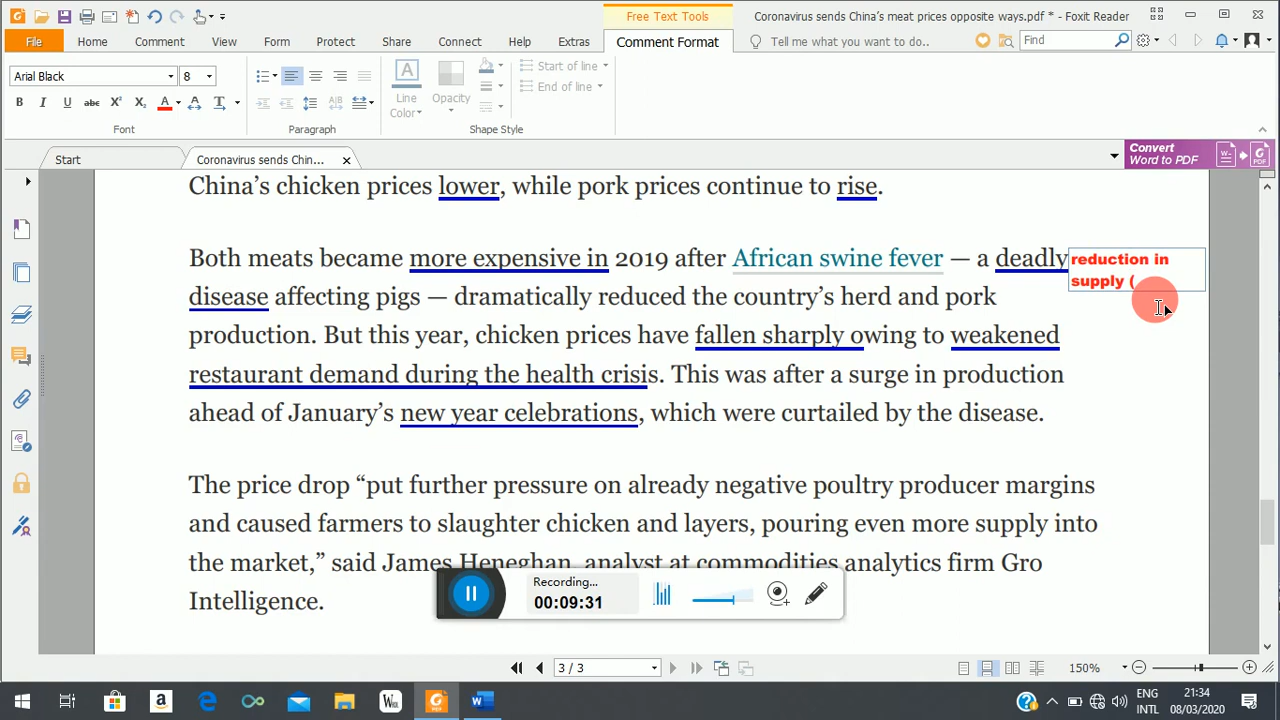 Free Text Tools
Coronavirus sends China's meat prices opposite ways.pdf * - Foxit Reader
File Home Comment View Form Protect Share Connect Help Extras Comment Format Tell me what you want to do.. Find
Arial Black 8
B I U abc X² X₂ A A T
Font
Paragraph
Line Color
Opacity
Start of line
End of line
Shape Style
Start
Coronavirus sends Chin...
Convert
Word to PDF
China's chicken prices lower, while pork prices continue to rise.
Both meats became more expensive in 2019 after African swine fever — a deadly
disease affecting pigs — dramatically reduced the country's herd and pork
production. But this year, chicken prices have fallen sharply owing to weakened
restaurant demand during the health crisis. This was after a surge in production
ahead of January's new year celebrations, which were curtailed by the disease.
reduction in
supply (
The price drop “put further pressure on already negative poultry producer margins
and caused farmers to slaughter chicken and layers, pouring even more supply into
the market,” said James Heneghan, analyst at commodities analytics firm Gro
Intelligence.
Recording...
00:09:31
3 / 3
150%
ENG
INTL
21:34
08/03/2020